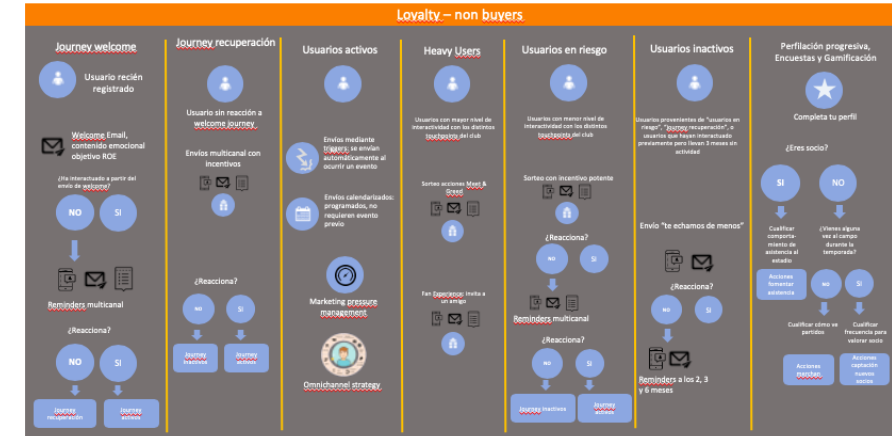 Loyalty – non buyers
Journey welcome
Usuario recién
registrado
Welcome Email,
contenido emocional
objetivo ROE
¿Ha interactuado a partir del
envío de welcome?
NO
SI
Reminders multicanal
¿Reacciona?
NO
SI
Journey
recuperación
Journey
activos
Journey recuperación
Usuario sin reacción a
welcome journey
Envíos multicanal con
incentivos
¿Reacciona?
NO
SI
Journey
inactivos
Journey
activos
Usuarios activos
Envíos mediante
triggers: se envían
automáticamente al
ocurrir un evento
Envíos calendarizados:
programados, no
requieren evento
previo
Marketing pressure
management
Omnichannel strategy
Heavy Users
Usuarios con mayor nivel de
interactividad con los distintos
touchpoints del club
Sorteo acciones Meet &
Greed
Fan Experience: invita a
un amigo
Usuarios en riesgo
Usuarios con menor nivel de
interactividad con los distintos
touchpoints del club
Sorteo con incentivo potente
¿Reacciona?
NO
SI
Reminders multicanal
¿Reacciona?
NO
SI
Journey inactivos
Journey
activos
Usuarios inactivos
Usuarios provenientes de "usuarios en
riesgo", "Journey recuperación", o
usuarios que hayan interactuado
previamente pero llevan 3 meses sin
actividad
Envío "te echamos de menos"
¿Reacciona?
NO
SI
Reminders a los 2, 3
y 6 meses
Perfilación progresiva,
Encuestas y Gamificación
Completa tu perfil
¿Eres socio?
SI
NO
Cualificar
comporta-
miento de
asistencia al
estadio
¿Vienes alguna
vez al campo
durante la
temporada?
Acciones
fomentar
asistencia
NO
SI
Cualificar cómo ve
partidos
Cualificar
frecuencia para
valorar socio
Acciones
merchan.
Acciones
captación
nuevos
socios